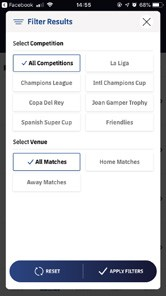 Facebook 14:55 68%
Filter Results
Select Competition
All Competitions La Liga
Champions League Intl Champions Cup
Copa Del Rey Joan Gamper Trophy
Spanish Super Cup Friendlies
Select Venue
All Matches Home Matches
Away Matches
RESET APPLY FILTERS